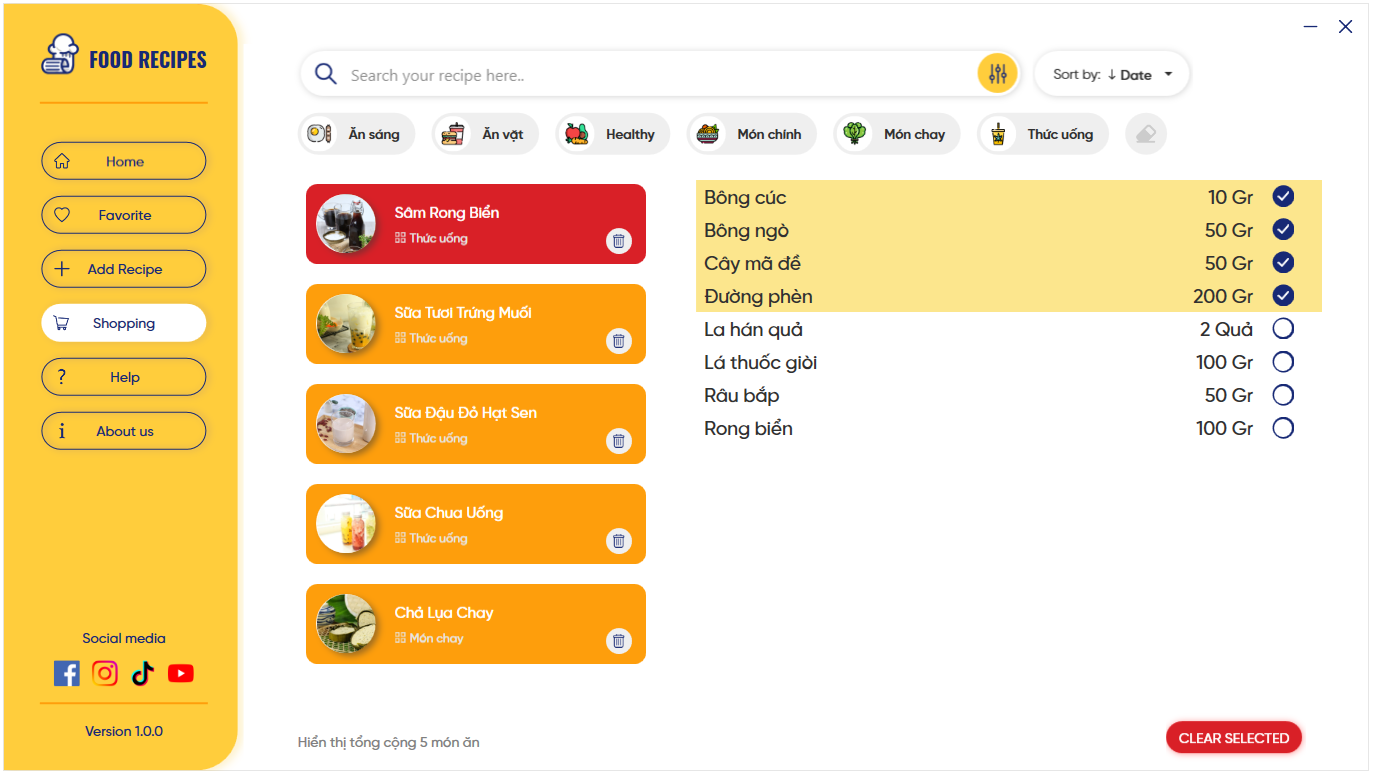 FOOD RECIPES
Home
Favorite
Add Recipe
Shopping
Help
About us
Social media
Version 1.0.0
Search your recipe here..
Sort by: ↓ Date
Ăn sáng
Ăn vặt
Healthy
Món chính
Món chay
Thức uống
Sâm Rong Biển
Thức uống
Sữa Tươi Trứng Muối
Thức uống
Sữa Đậu Đỏ Hạt Sen
Thức uống
Sữa Chua Uống
Thức uống
Chả Lụa Chay
Món chay
Bông cúc 10 Gr
Bông ngò 50 Gr
Cây mã đề 50 Gr
Đường phèn 200 Gr
La hán quả 2 Quả
Lá thuốc giòi 100 Gr
Râu bắp 50 Gr
Rong biển 100 Gr
Hiển thị tổng cộng 5 món ăn
CLEAR SELECTED